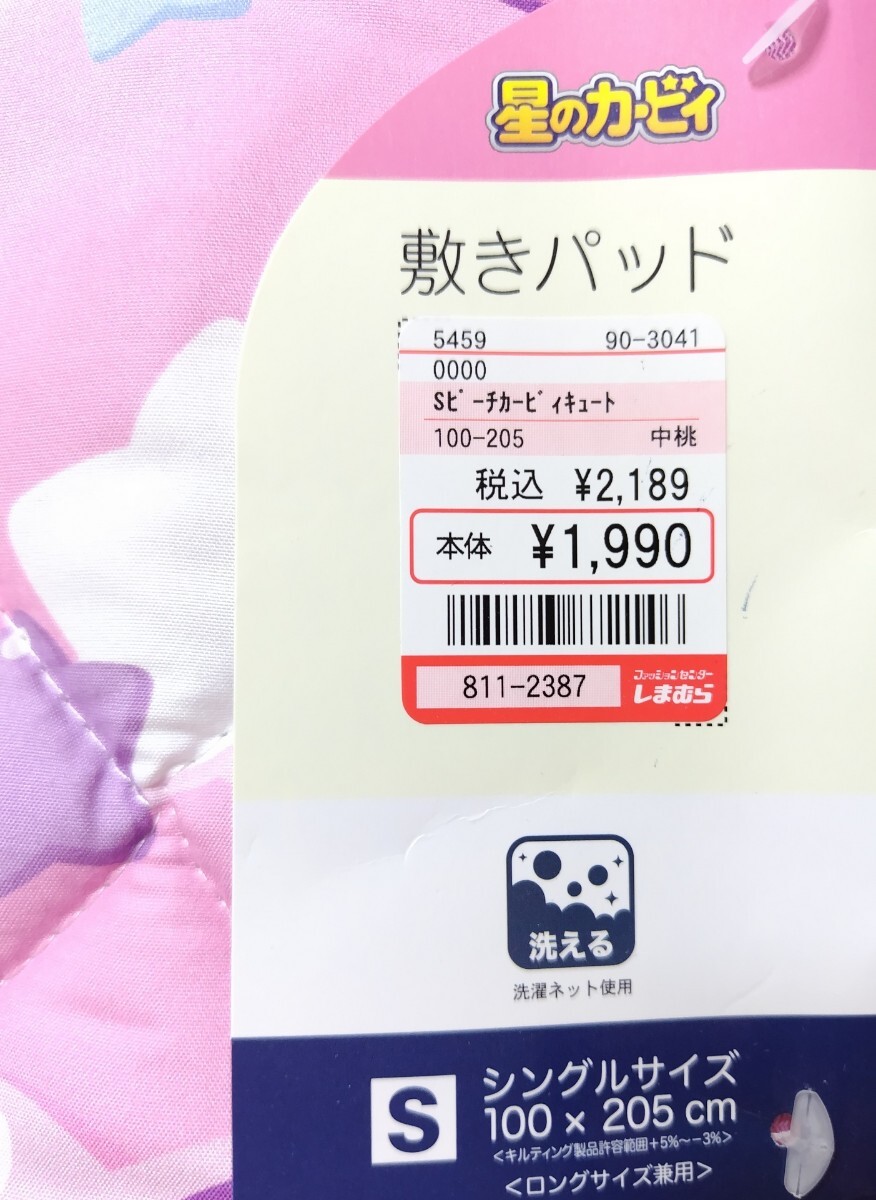 星のカービィ
敷きパッド
5459 90-3041
0000
Sﾋﾟｰﾁｶｰﾋﾞｨｷｭｰﾄ
100-205 中桃
税込 ¥2,189
本体 ¥1,990
811-2387 ファッションセンター
しまむら
洗える
洗濯ネット使用
S シングルサイズ
100 × 205 cm
<キルティング製品許容範囲+5%～-3%>
<ロングサイズ兼用>